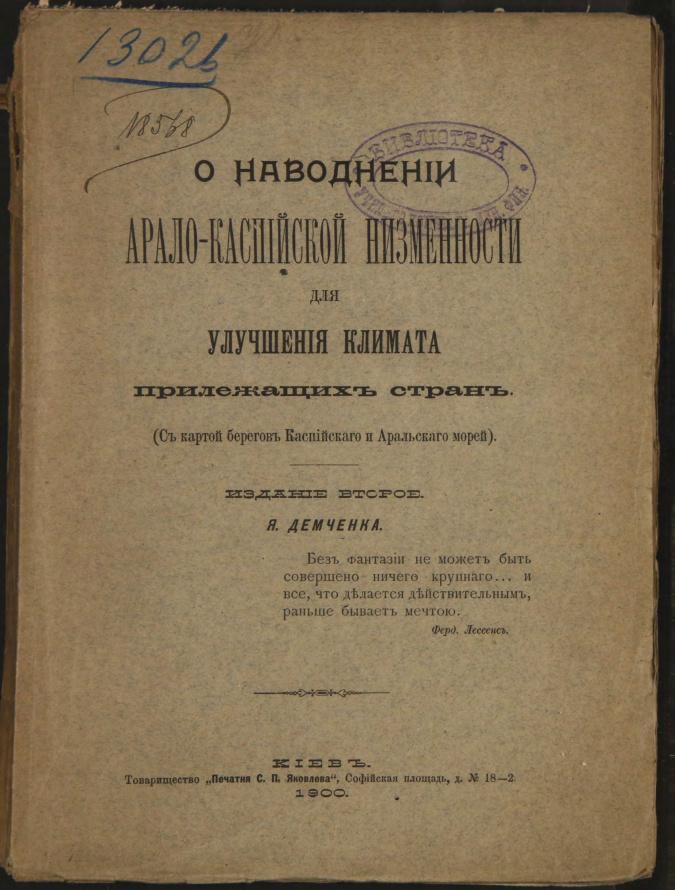 13026
18568
БИБЛІОТЕКА
О НАВОДНЕНІИ
АРАЛО-КАСПІЙСКОЙ НИЗМЕННОСТИ
ДЛЯ
УЛУЧШЕНІЯ КЛИМАТА
ПРИЛЕЖАЩИХЪ СТРАНЪ.
(Съ картой береговъ Каспійскаго и Аральскаго морей).
ИЗДАНІЕ ВТОРОЕ.
Я. ДЕМЧЕНКА.
Безъ фантазіи не можетъ быть
совершено ничего крупнаго... и
все, что дѣлается дѣйствительнымъ,
раньше бываетъ мечтою.
Ферд. Лессепсъ.
КІЕВЪ.
Товарищество „Печатня С. П. Яковлева“, Софійская площадь, д. № 18—2.
1900.